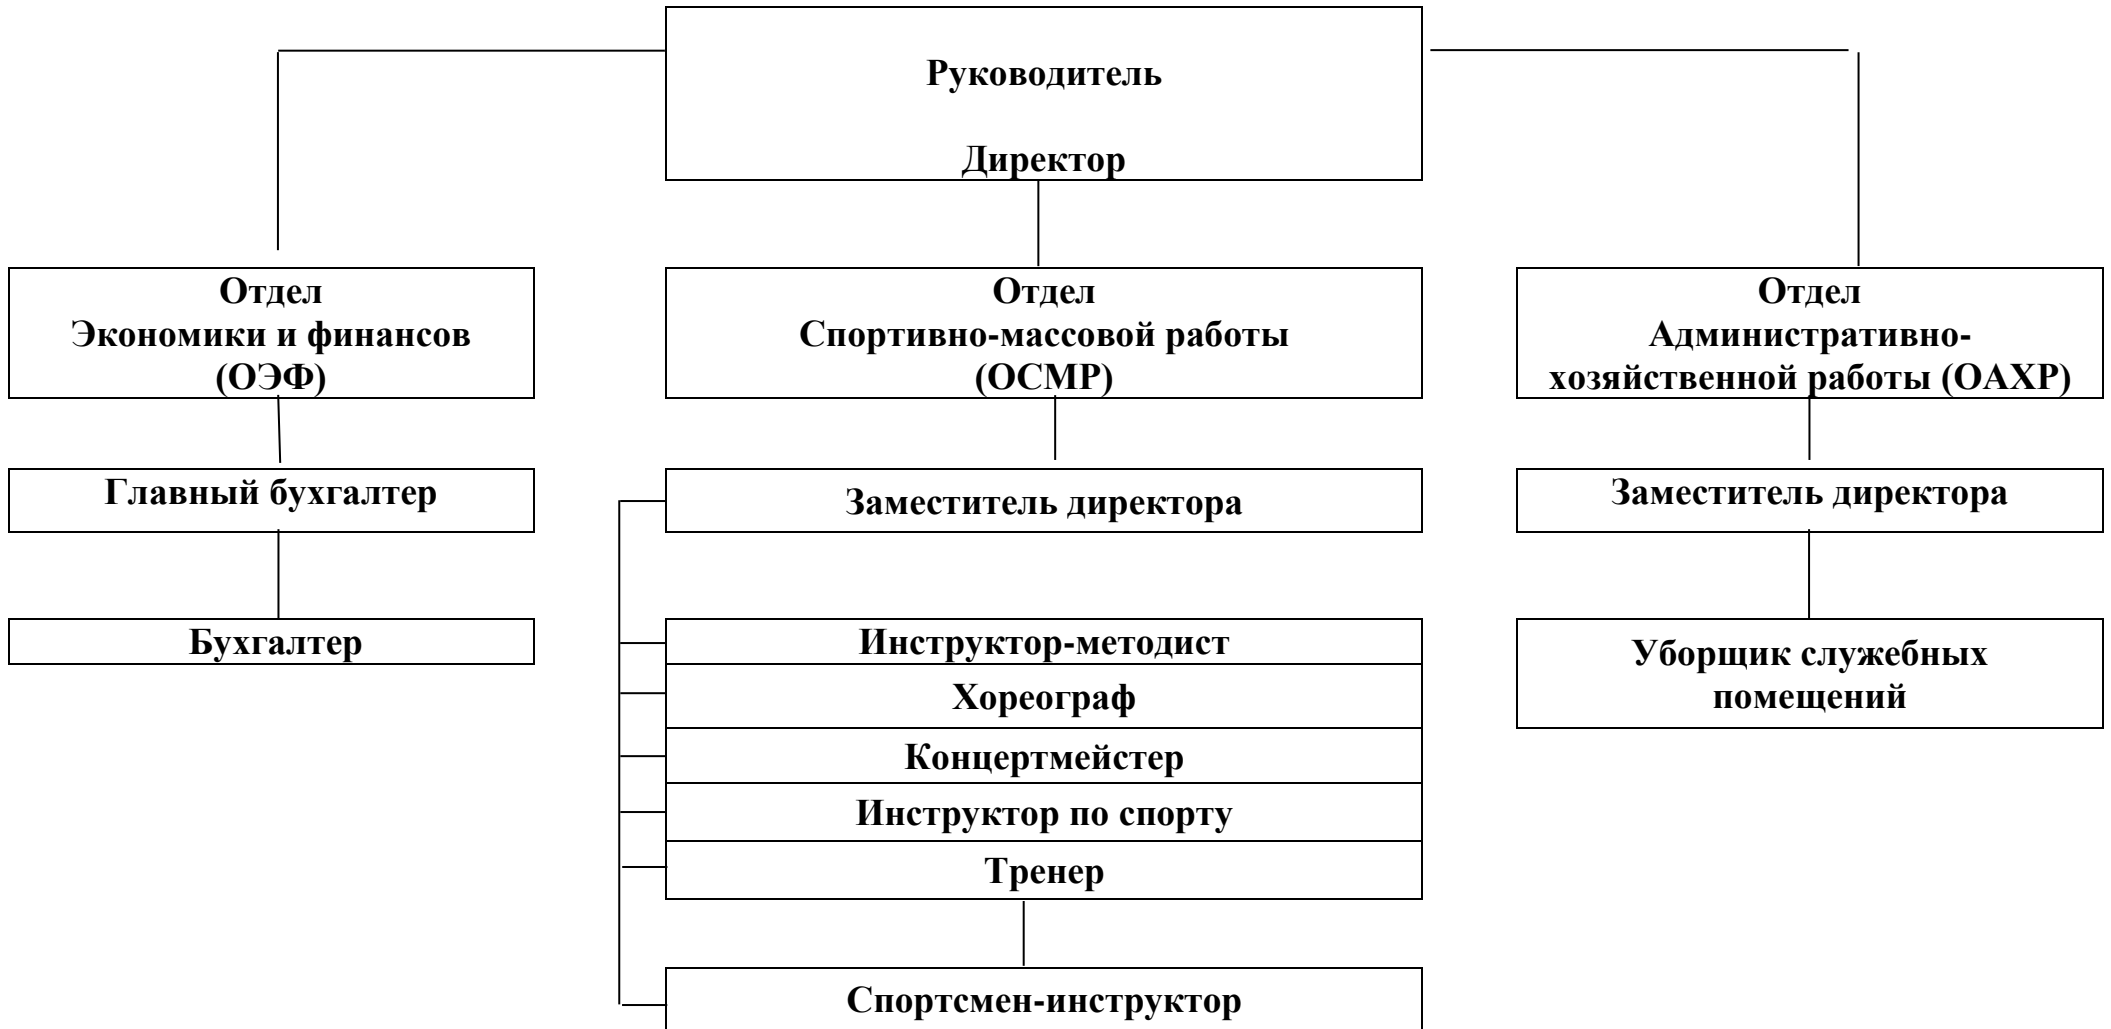 Руководитель
Директор
Отдел
Экономики и финансов
(ОЭФ)
Отдел
Спортивно-массовой работы
(ОСМР)
Отдел
Административно-
хозяйственной работы (ОАХР)
Главный бухгалтер
Заместитель директора
Заместитель директора
Бухгалтер
Инструктор-методист
Хореограф
Концертмейстер
Инструктор по спорту
Тренер
Уборщик служебных
помещений
Спортсмен-инструктор